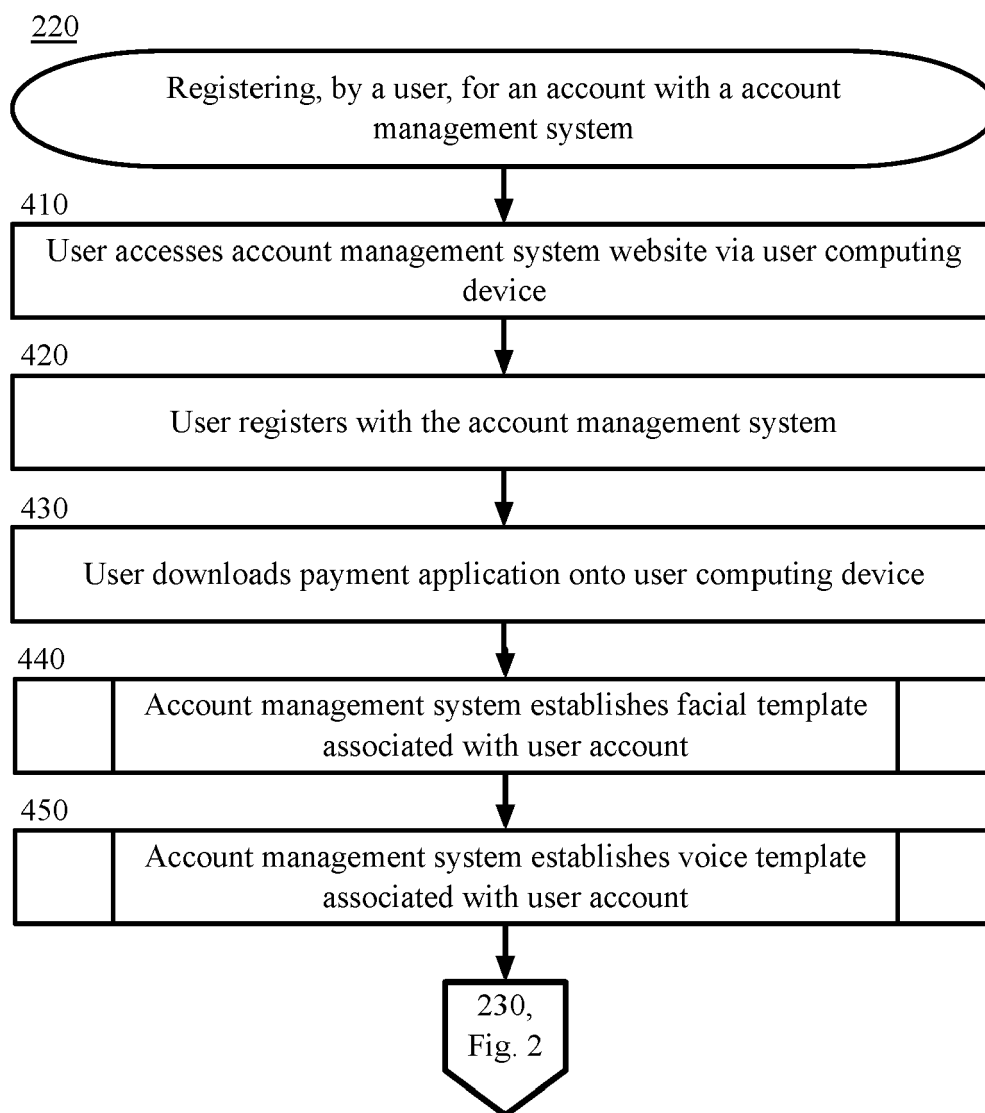 220
Registering, by a user, for an account with a account
management system
410
User accesses account management system website via user computing
device
420
User registers with the account management system
430
User downloads payment application onto user computing device
440
Account management system establishes facial template
associated with user account
450
Account management system establishes voice template
associated with user account
230,
Fig. 2